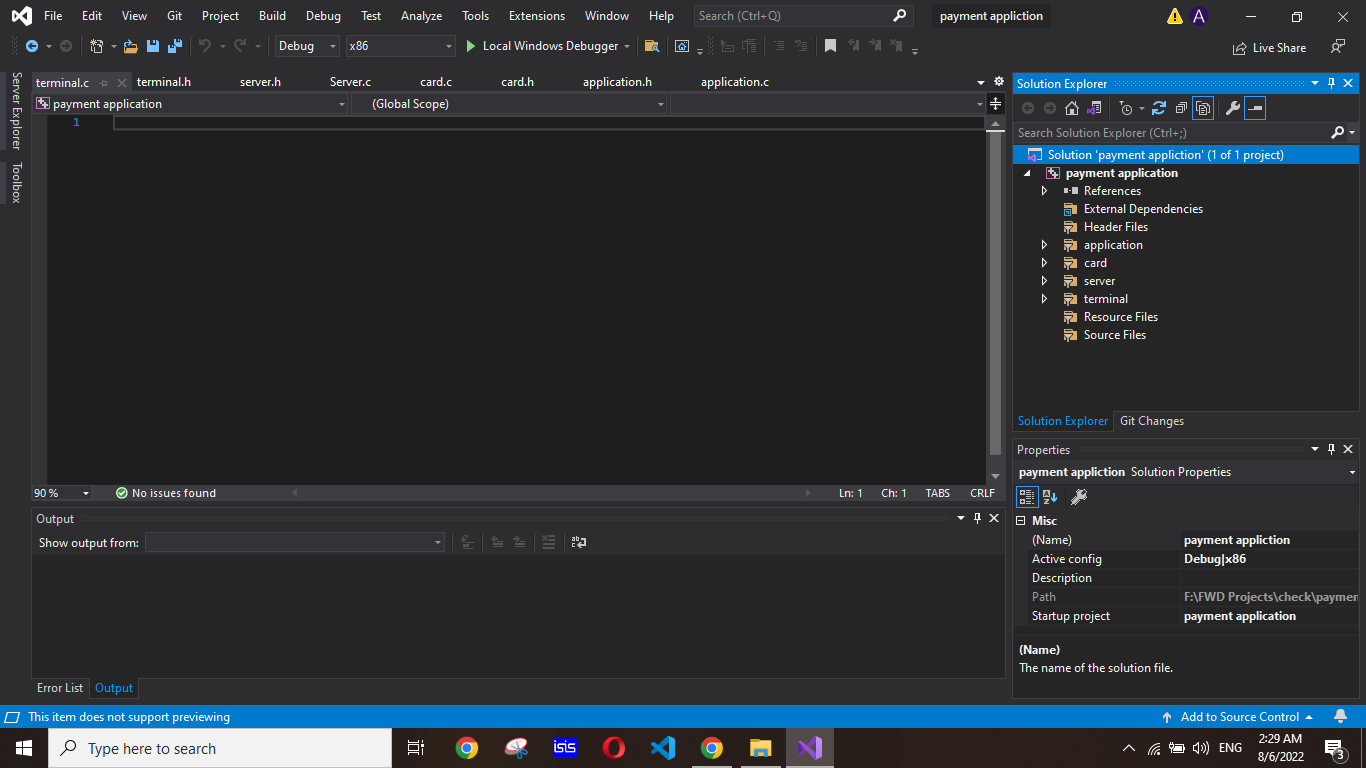 File Edit View Git Project Build Debug Test Analyze Tools Extensions Window Help Search (Ctrl+Q) payment appliction A
Debug x86 Local Windows Debugger Live Share
Server Explorer
Toolbox
terminal.c terminal.h server.h Server.c card.c card.h application.h application.c
payment application (Global Scope)
1
90 % No issues found Ln: 1 Ch: 1 TABS CRLF
Output
Show output from:
Error List Output
Solution Explorer
Search Solution Explorer (Ctrl+;)
Solution 'payment appliction' (1 of 1 project)
payment application
References
External Dependencies
Header Files
application
card
server
terminal
Resource Files
Source Files
Solution Explorer Git Changes
Properties
payment appliction Solution Properties
Misc
(Name) payment appliction
Active config Debug|x86
Description
Path F:\FWD Projects\check\paymen
Startup project payment application
(Name)
The name of the solution file.
This item does not support previewing Add to Source Control
Type here to search isis ENG 2:29 AM
8/6/2022 3